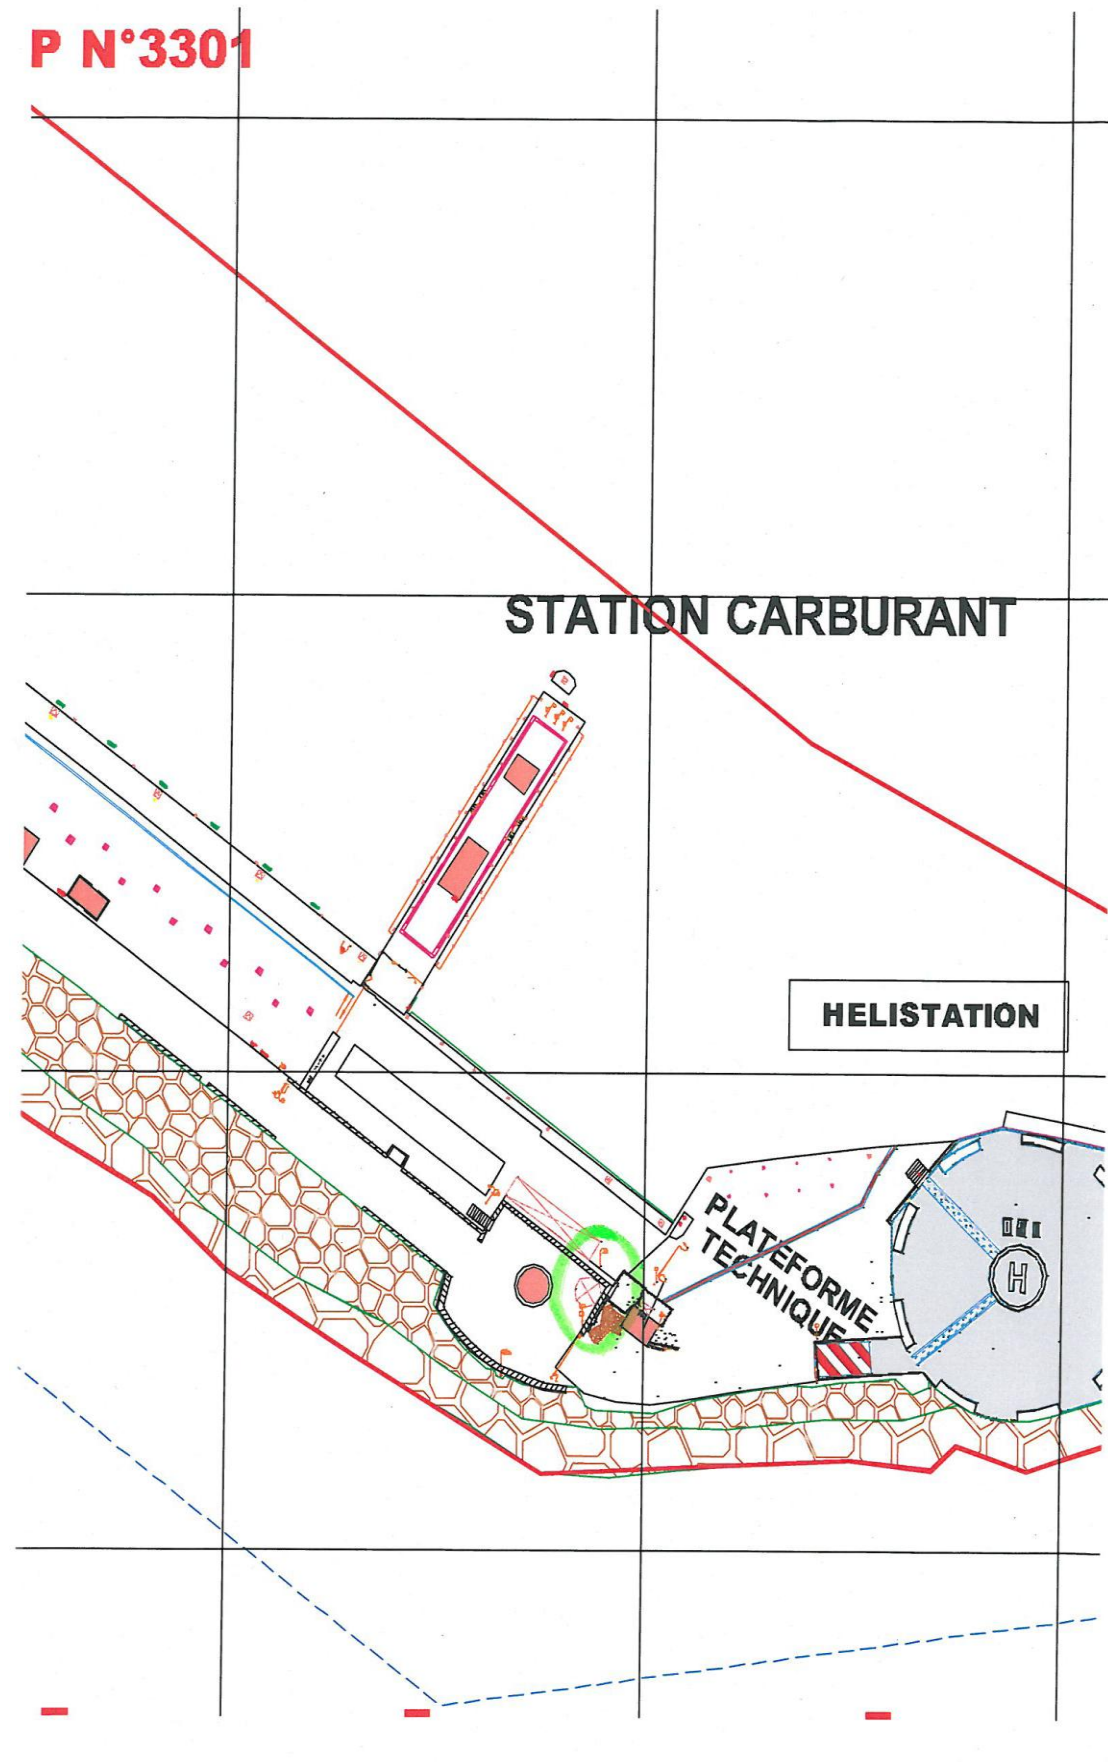 P N°3301
STATION CARBURANT
HELISTATION
PLATEFORME
TECHNIQUE
H